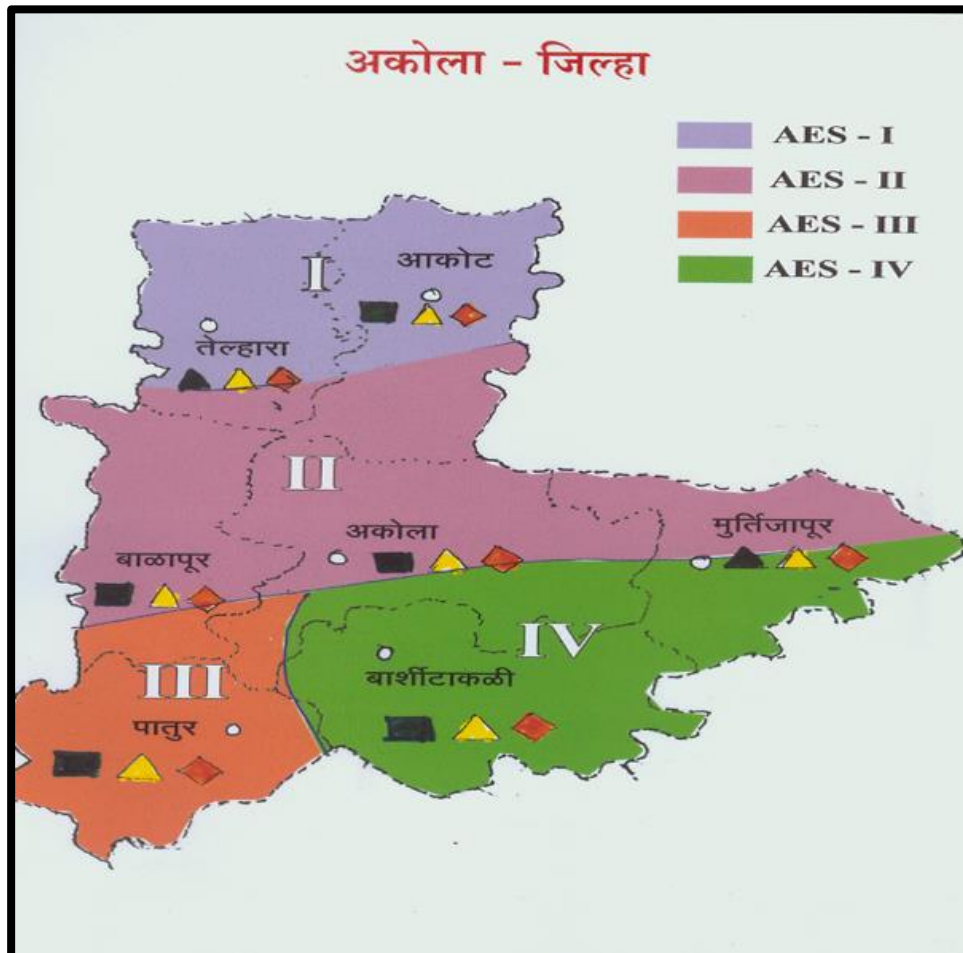 अकोला - जिल्हा
AES - I
AES - II
AES - III
AES - IV
I
आकोट
तेल्हारा
II
अकोला
मुर्तिजापूर
बाळापूर
IV
III
बार्शीटाकळी
पातुर